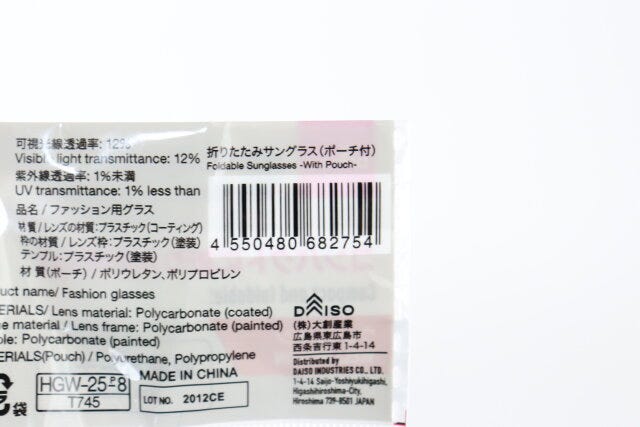 可視光線透過率: 12%
Visible light transmittance: 12%
紫外線透過率: 1%未満
UV transmittance: 1% less than
品名 / ファッション用グラス
材質 / レンズの材質: プラスチック(コーティング)
枠の材質 / レンズ枠: プラスチック(塗装)
テンプル: プラスチック(塗装)
材 質(ポーチ) / ポリウレタン、ポリプロピレン
uct name/ Fashion glasses
ERIALS/ Lens material: Polycarbonate (coated)
e material / Lens frame: Polycarbonate (painted)
ple: Polycarbonate (painted)
ERIALS(Pouch) / Polyurethane, Polypropylene
袋
HGW-25
8
T745
MADE IN CHINA
LOT NO. 2012CE
折りたたみサングラス(ポーチ付)
Foldable Sunglasses -With Pouch-
4 550480 682754
DAISO
(株)大創産業
広島県東広島市
西条吉行東1-4-14
Distributed by
DAISO INDUSTRIES CO., LTD.
1-4-14 Saijo-Yoshiyukihigashi,
Higashihiroshima-City,
Hiroshima 739-8501 JAPAN